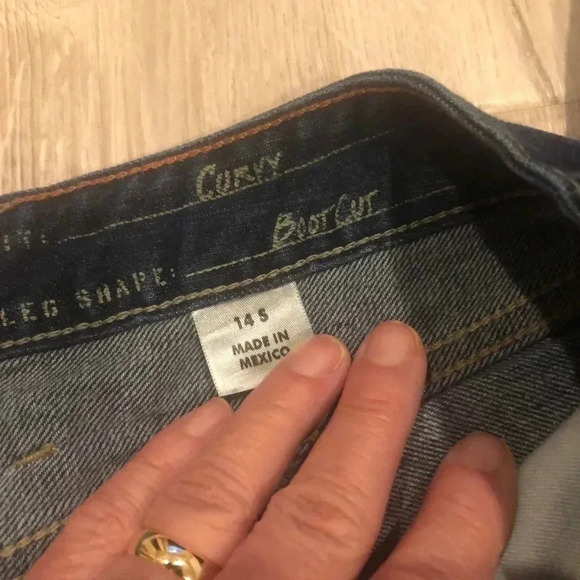 CURVY
LEG SHAPE: BOOT CUT
14 S
MADE IN
MEXICO